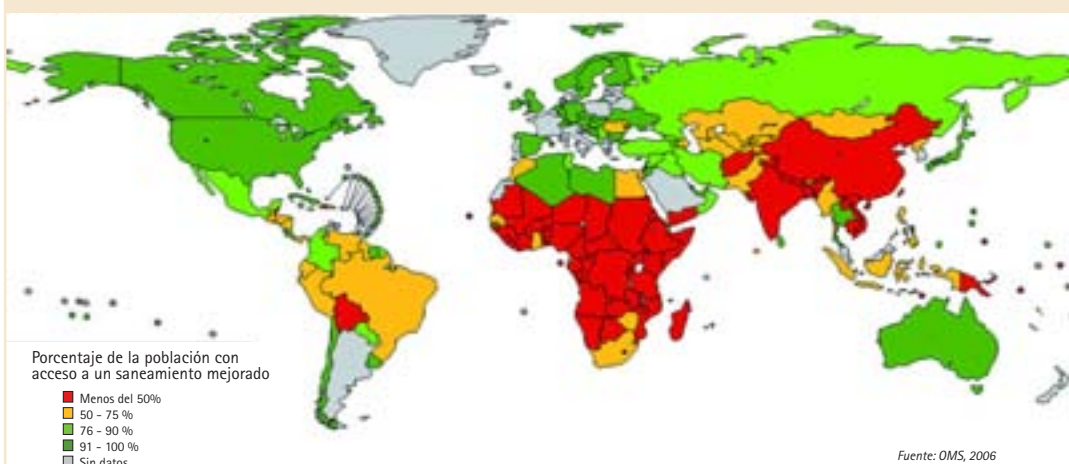 Porcentaje de la población con
acceso a un saneamiento mejorado
Menos del 50%
50 - 75 %
76 - 90 %
91 - 100 %
Sin datos
Fuente: OMS, 2006